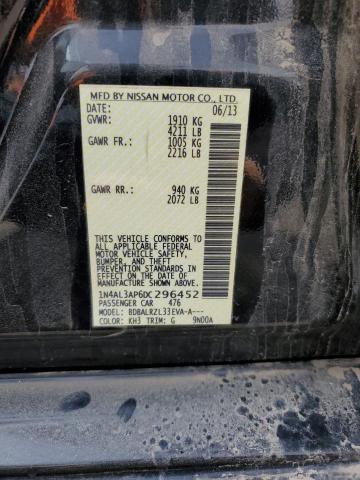 MFD BY NISSAN MOTOR CO., LTD.
DATE: 06/13
GVWR: 1910 KG
4211 LB
GAWR FR: 1005 KG
2216 LB
GAWR RR: 940 KG
2072 LB
THIS VEHICLE CONFORMS TO
ALL APPLICABLE FEDERAL
MOTOR VEHICLE SAFETY,
BUMPER, AND THEFT PREVENTION
STANDARDS IN EFFECT ON THE
DATE OF MANUFACTURE
SHOWN ABOVE.
1N4AL3AP6DC296452
PASSENGER CAR 476
MODEL: BDBALRZL33EVA-A---
COLOR: KH3 TRIM: G 9N00A